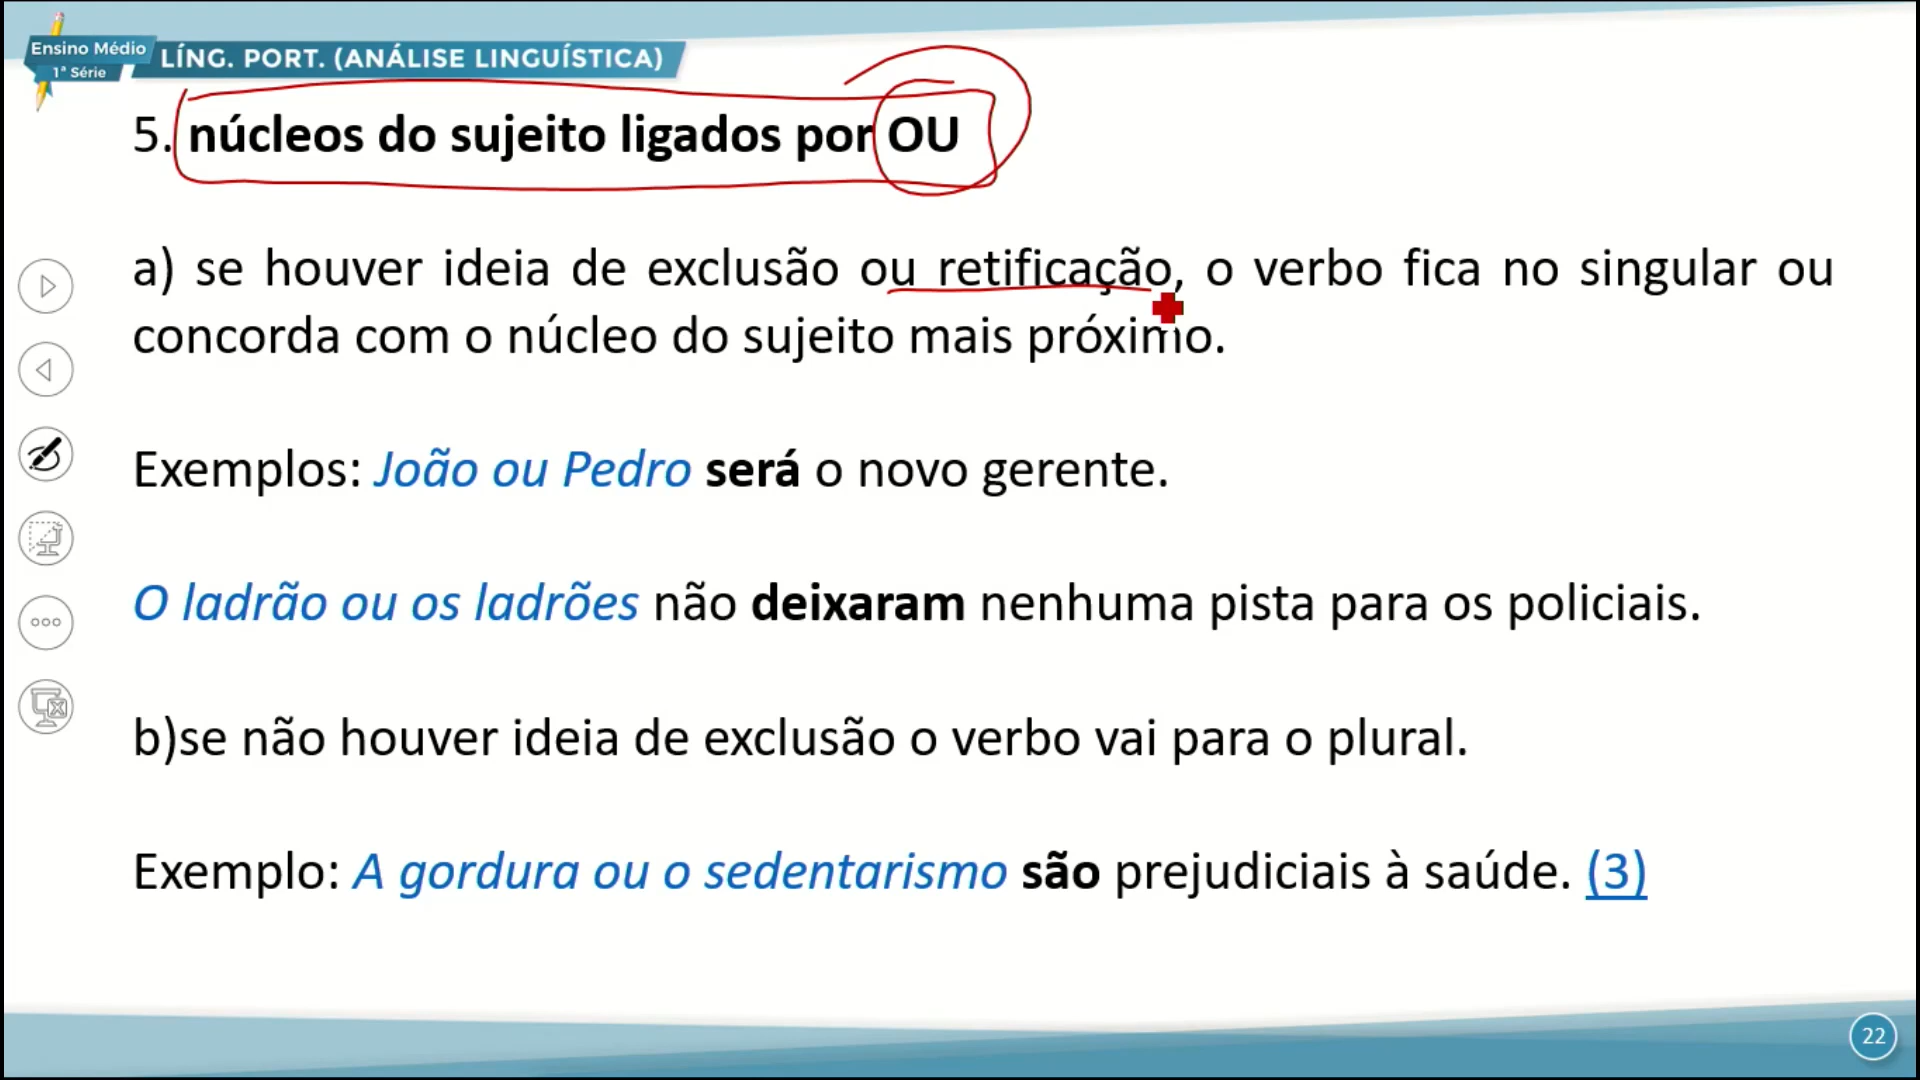 Ensino Médio
1ª Série
LÍNG. PORT. (ANÁLISE LINGUÍSTICA)
5. núcleos do sujeito ligados por OU
a) se houver ideia de exclusão ou retificação, o verbo fica no singular ou
concorda com o núcleo do sujeito mais próximo.
Exemplos: João ou Pedro será o novo gerente.
O ladrão ou os ladrões não deixaram nenhuma pista para os policiais.
b)se não houver ideia de exclusão o verbo vai para o plural.
Exemplo: A gordura ou o sedentarismo são prejudiciais à saúde. (3)
22